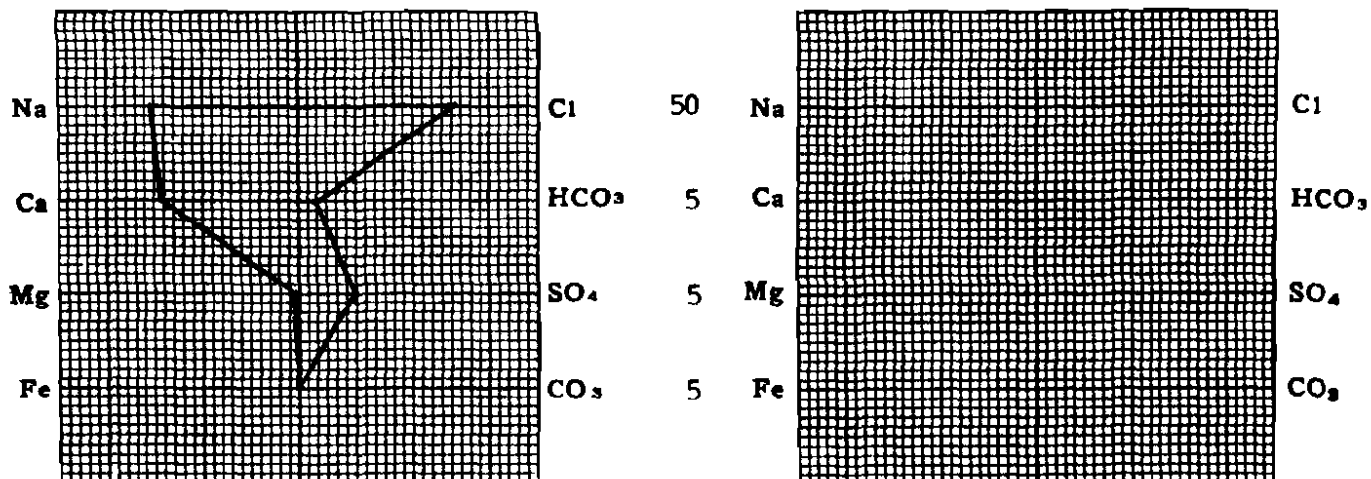 Na Cl 50 Na Cl
Ca HCO₃ 5 Ca HCO₃
Mg SO₄ 5 Mg SO₄
Fe CO₃ 5 Fe CO₃